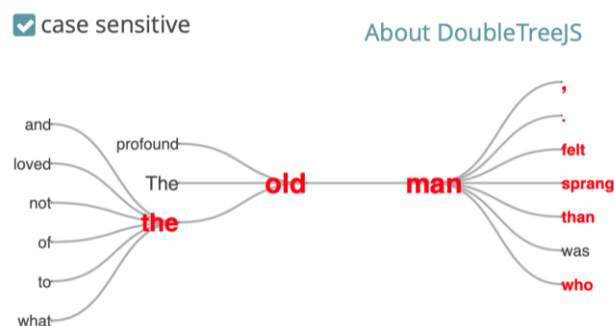 case sensitive
About DoubleTreeJS
and
loved
not
of
to
what
profound
The
the
old
man
,
.
felt
sprang
than
was
who